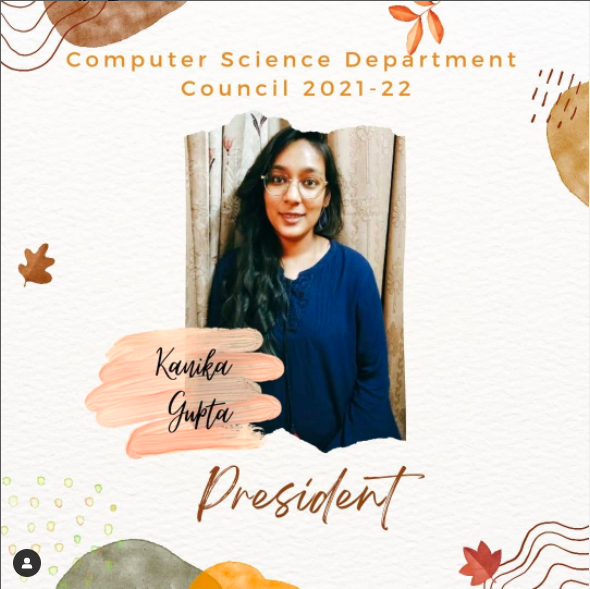 Computer Science Department
Council 2021-22
Kanika
Gupta
President